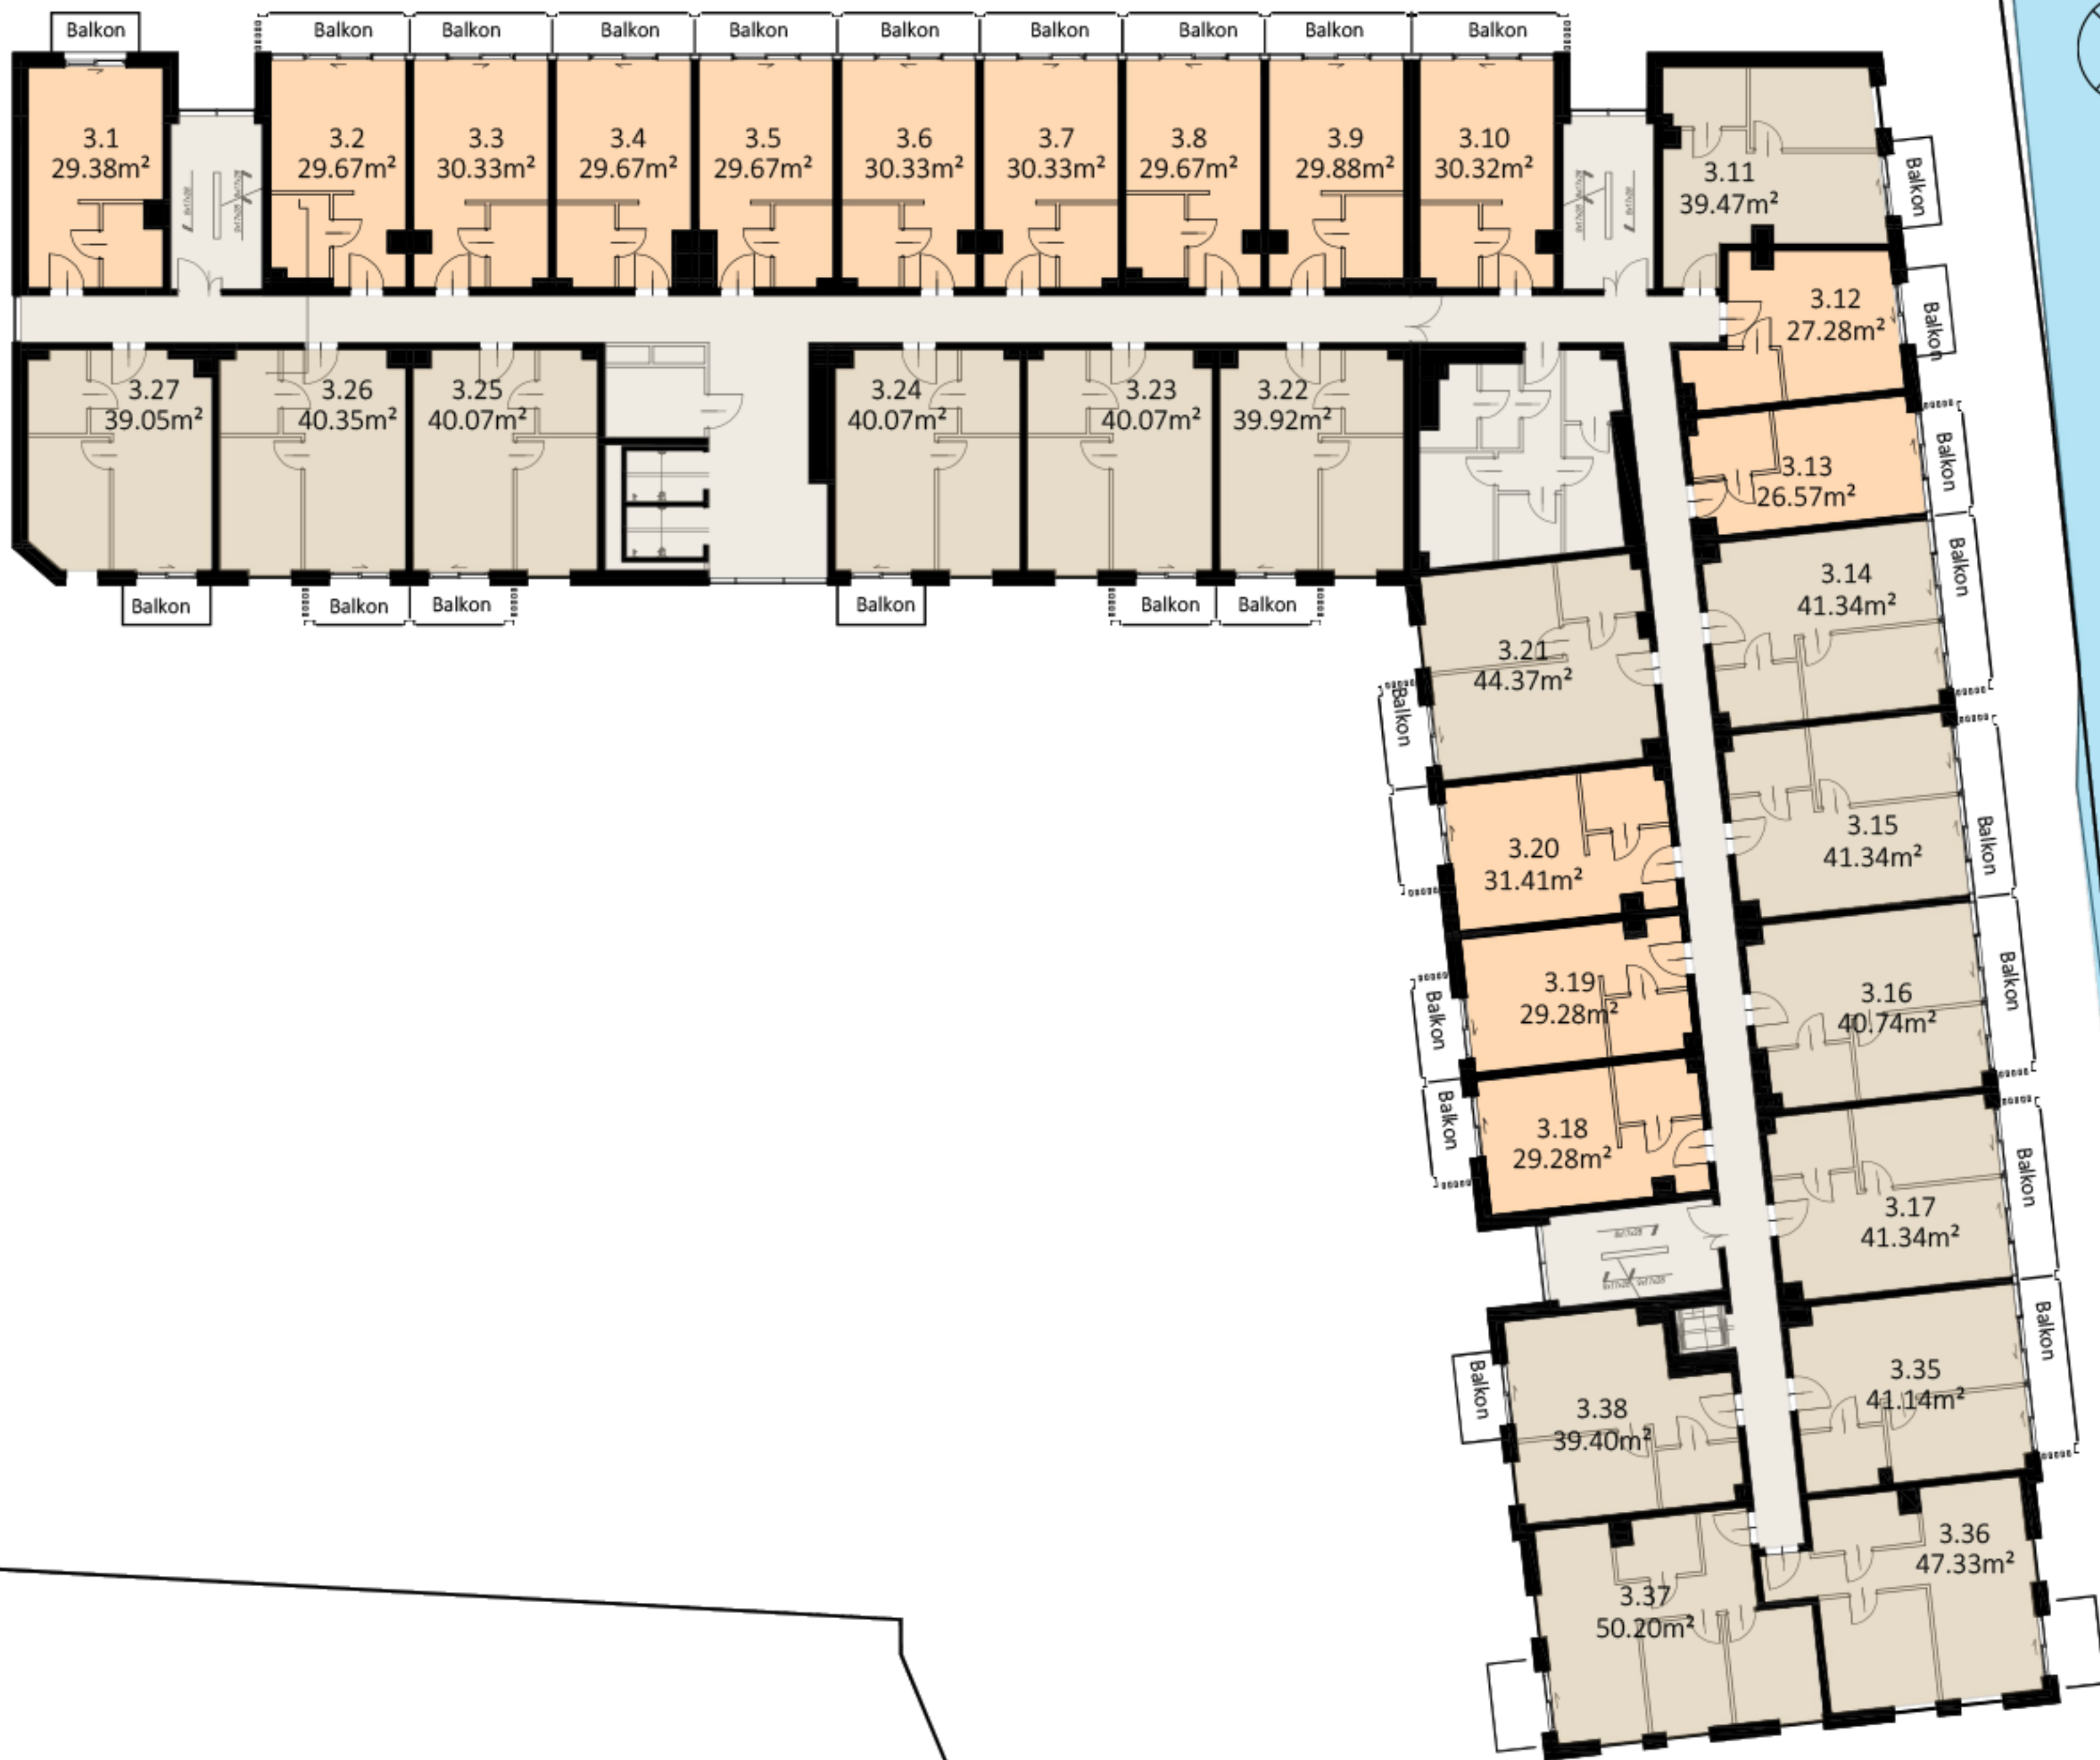 Balkon
Balkon
Balkon
Balkon
Balkon
Balkon
Balkon
Balkon
Balkon
Balkon
3.1
29.38m²
3.2
29.67m²
3.3
30.33m²
3.4
29.67m²
3.5
29.67m²
3.6
30.33m²
3.7
30.33m²
3.8
29.67m²
3.9
29.88m²
3.10
30.32m²
3.11
39.47m²
Balkon
3.12
27.28m²
Balkon
3.27
39.05m²
3.26
40.35m²
3.25
40.07m²
3.24
40.07m²
3.23
40.07m²
3.22
39.92m²
3.13
26.57m²
Balkon
Balkon
Balkon
Balkon
Balkon
Balkon
Balkon
Balkon
3.14
41.34m²
3.21
44.37m²
Balkon
3.15
41.34m²
Balkon
3.20
31.41m²
3.19
29.28m²
Balkon
3.16
40.74m²
Balkon
3.18
29.28m²
Balkon
3.17
41.34m²
Balkon
3.35
41.14m²
Balkon
3.38
39.40m²
Balkon
3.36
47.33m²
3.37
50.20m²